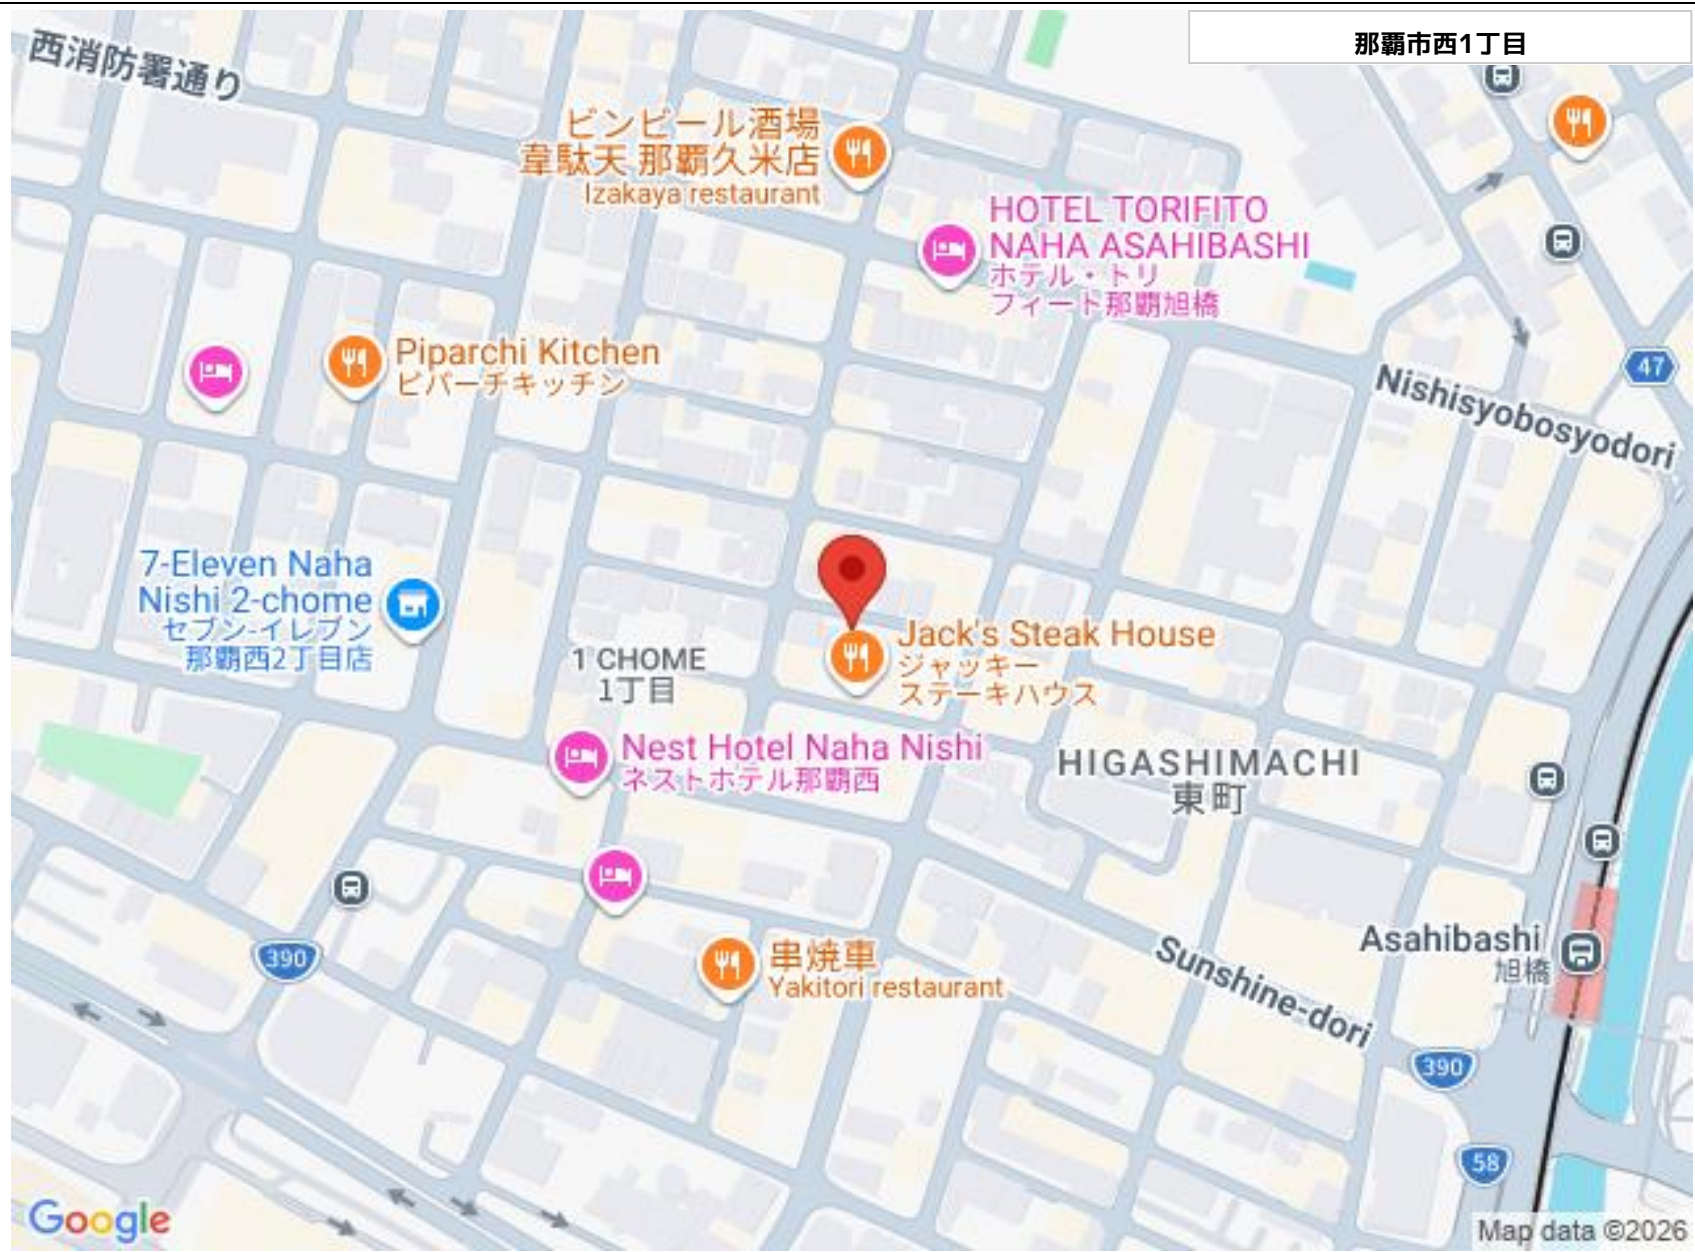 那覇市西1丁目
西消防署通り
ビンビール酒場
韋駄天 那覇久米店
Izakaya restaurant
HOTEL TORIFITO
NAHA ASAHIBASHI
ホテル・トリ
フィート那覇旭橋
Piparchi Kitchen
ピパーチキッチン
47
Nishisyobosyodori
7-Eleven Naha
Nishi 2-chome
セブン-イレブン
那覇西2丁目店
1 CHOME
1丁目
Jack's Steak House
ジャッキー
ステーキハウス
Nest Hotel Naha Nishi
ネストホテル那覇西
HIGASHIMACHI
東町
390
串焼車
Yakitori restaurant
Asahibashi
旭橋
Sunshine-dori
390
58
Google
Map data ©2026